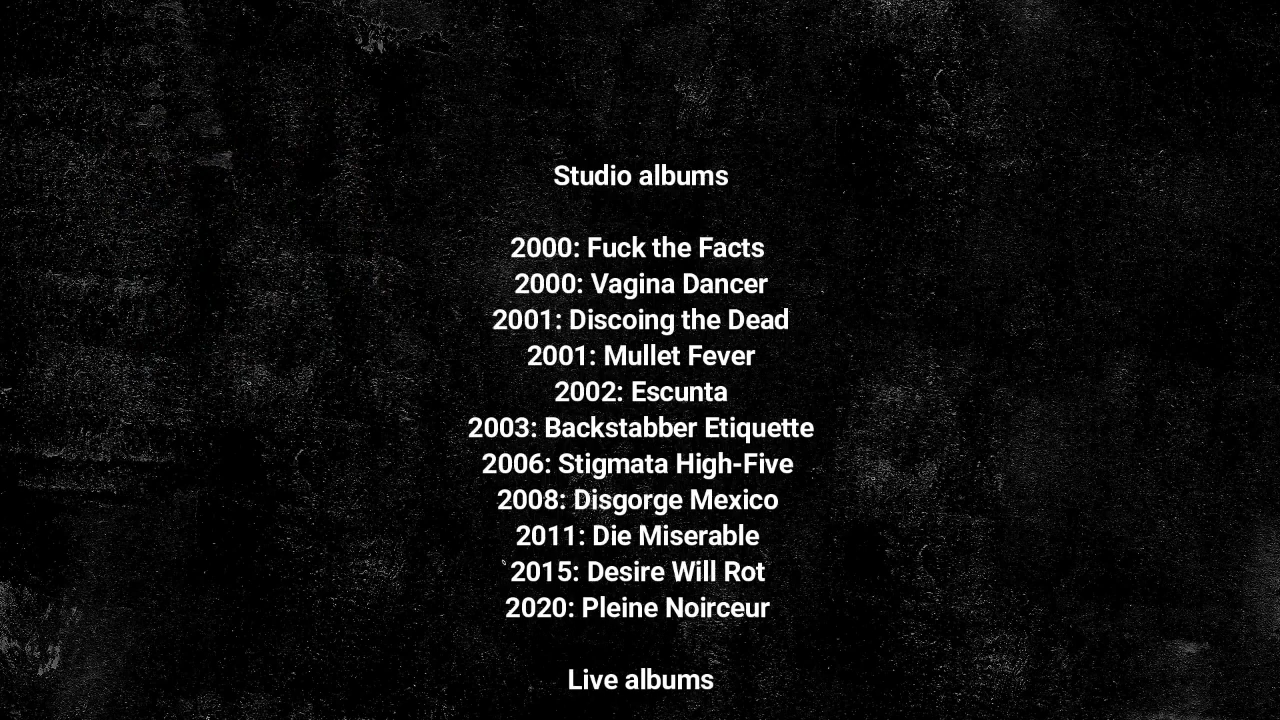 Studio albums
2000: Fuck the Facts
2000: Vagina Dancer
2001: Discoing the Dead
2001: Mullet Fever
2002: Escunta
2003: Backstabber Etiquette
2006: Stigmata High-Five
2008: Disgorge Mexico
2011: Die Miserable
2015: Desire Will Rot
2020: Pleine Noirceur
Live albums